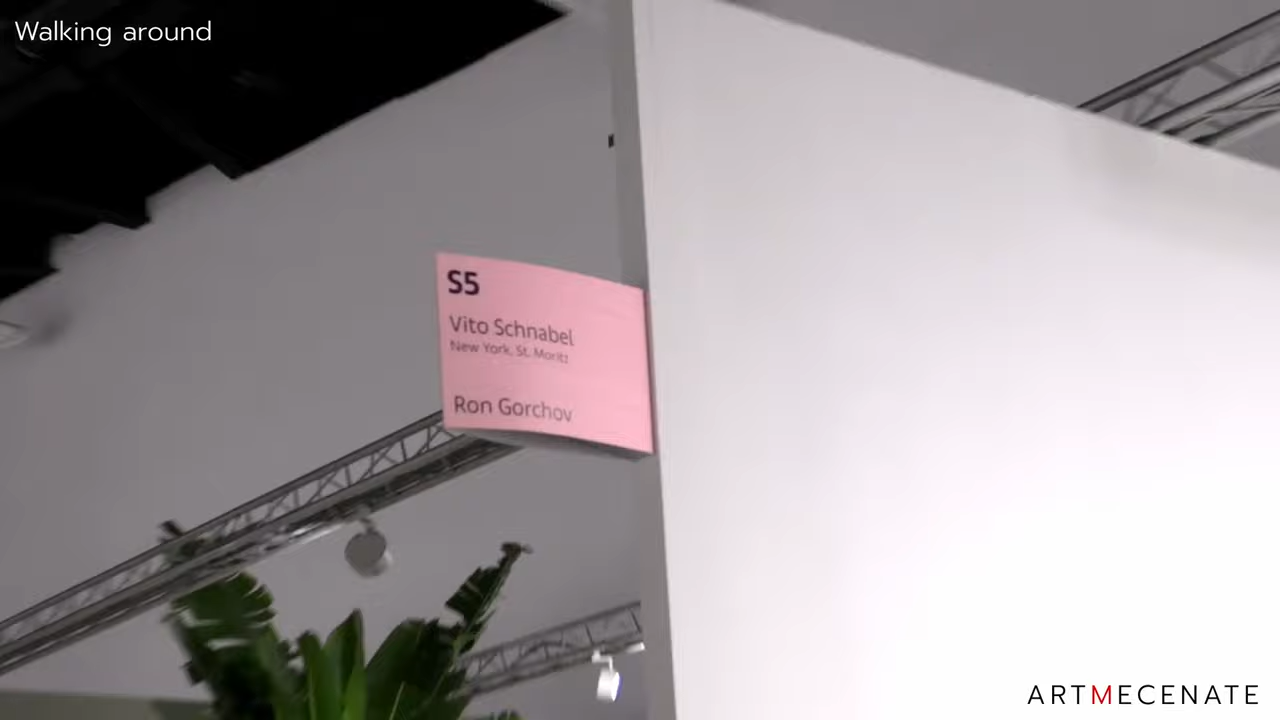 Walking around
S5
Vito Schnabel
New York, St. Moritz
Ron Gorchov
ARTMECENATE